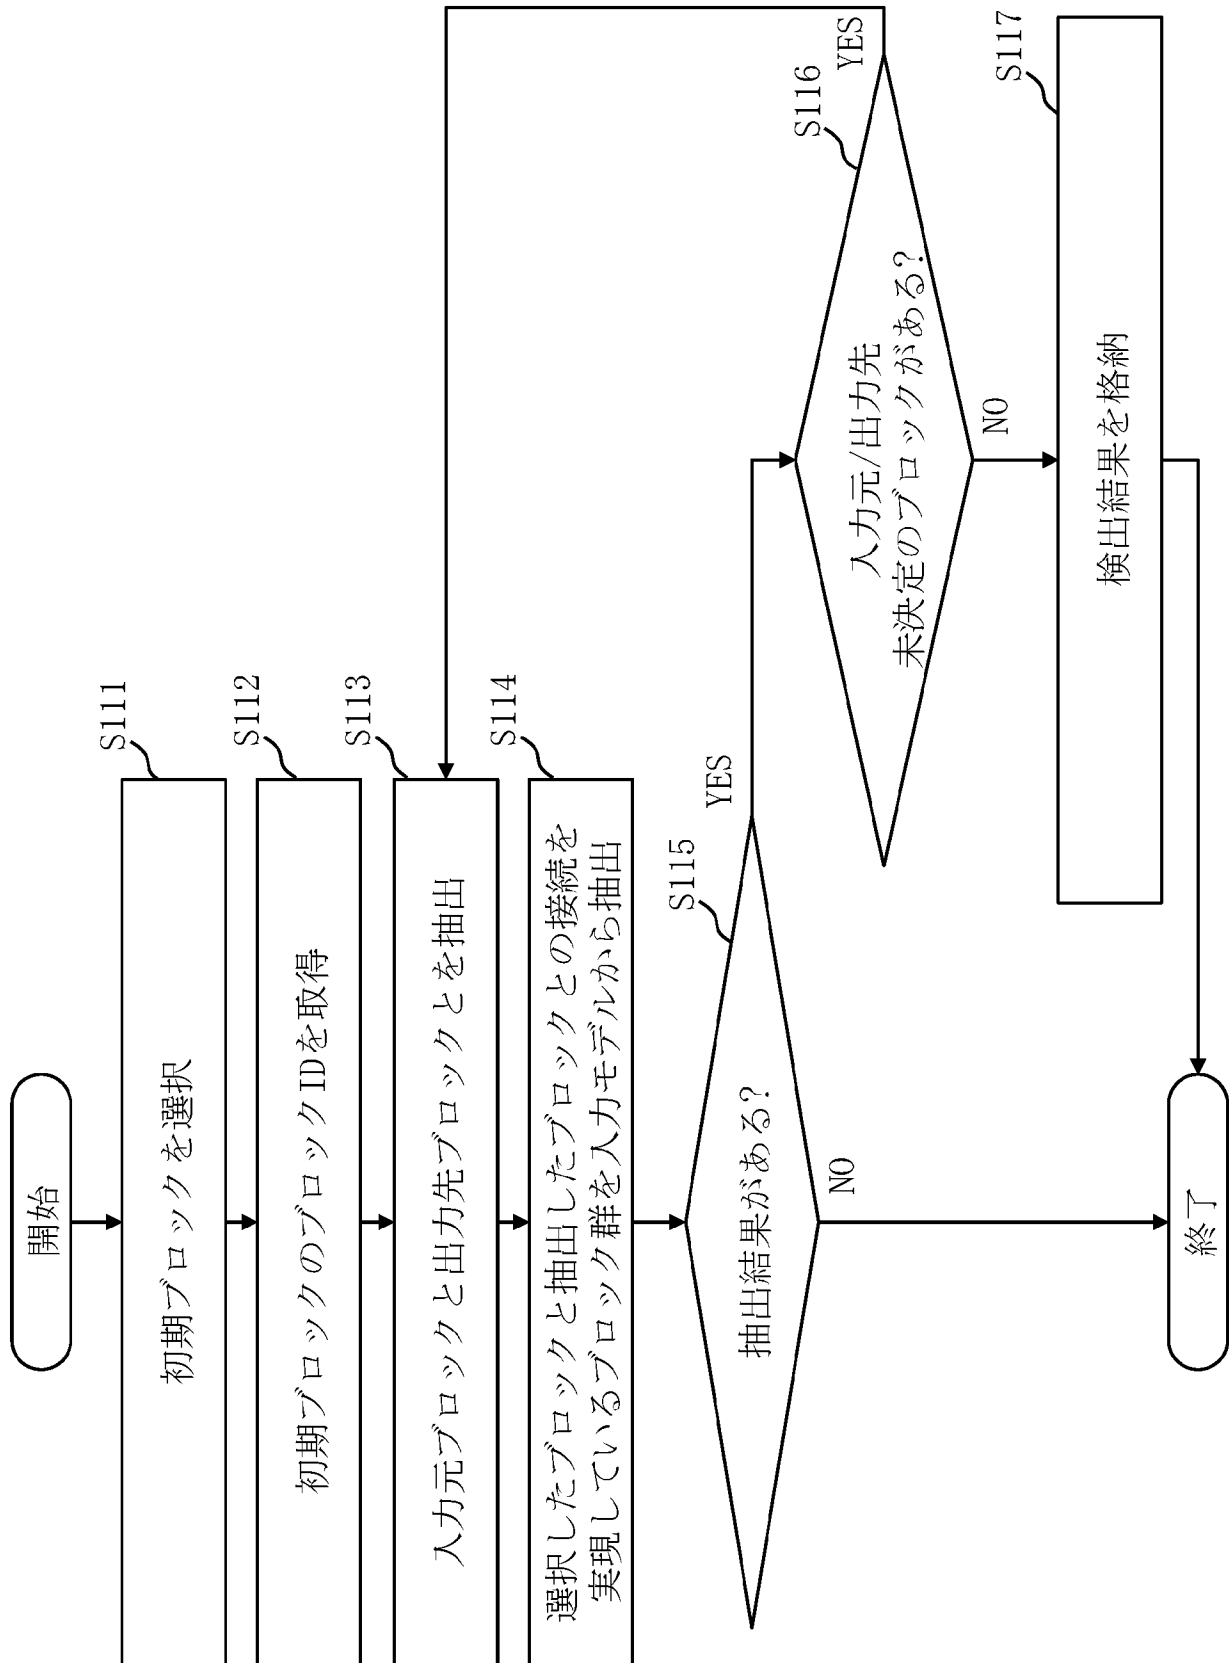 開始
S111
初期ブロックを選択
S112
初期ブロックのブロックIDを取得
S113
入力元ブロックと出力先ブロックとを抽出
S114
選択したブロックと抽出したブロックとの接続を
実現しているブロック群を入力モデルから抽出
S115
抽出結果がある?
YES
NO
S116
入力元/出力先
未決定のブロックがある?
YES
NO
S117
検出結果を格納
終了